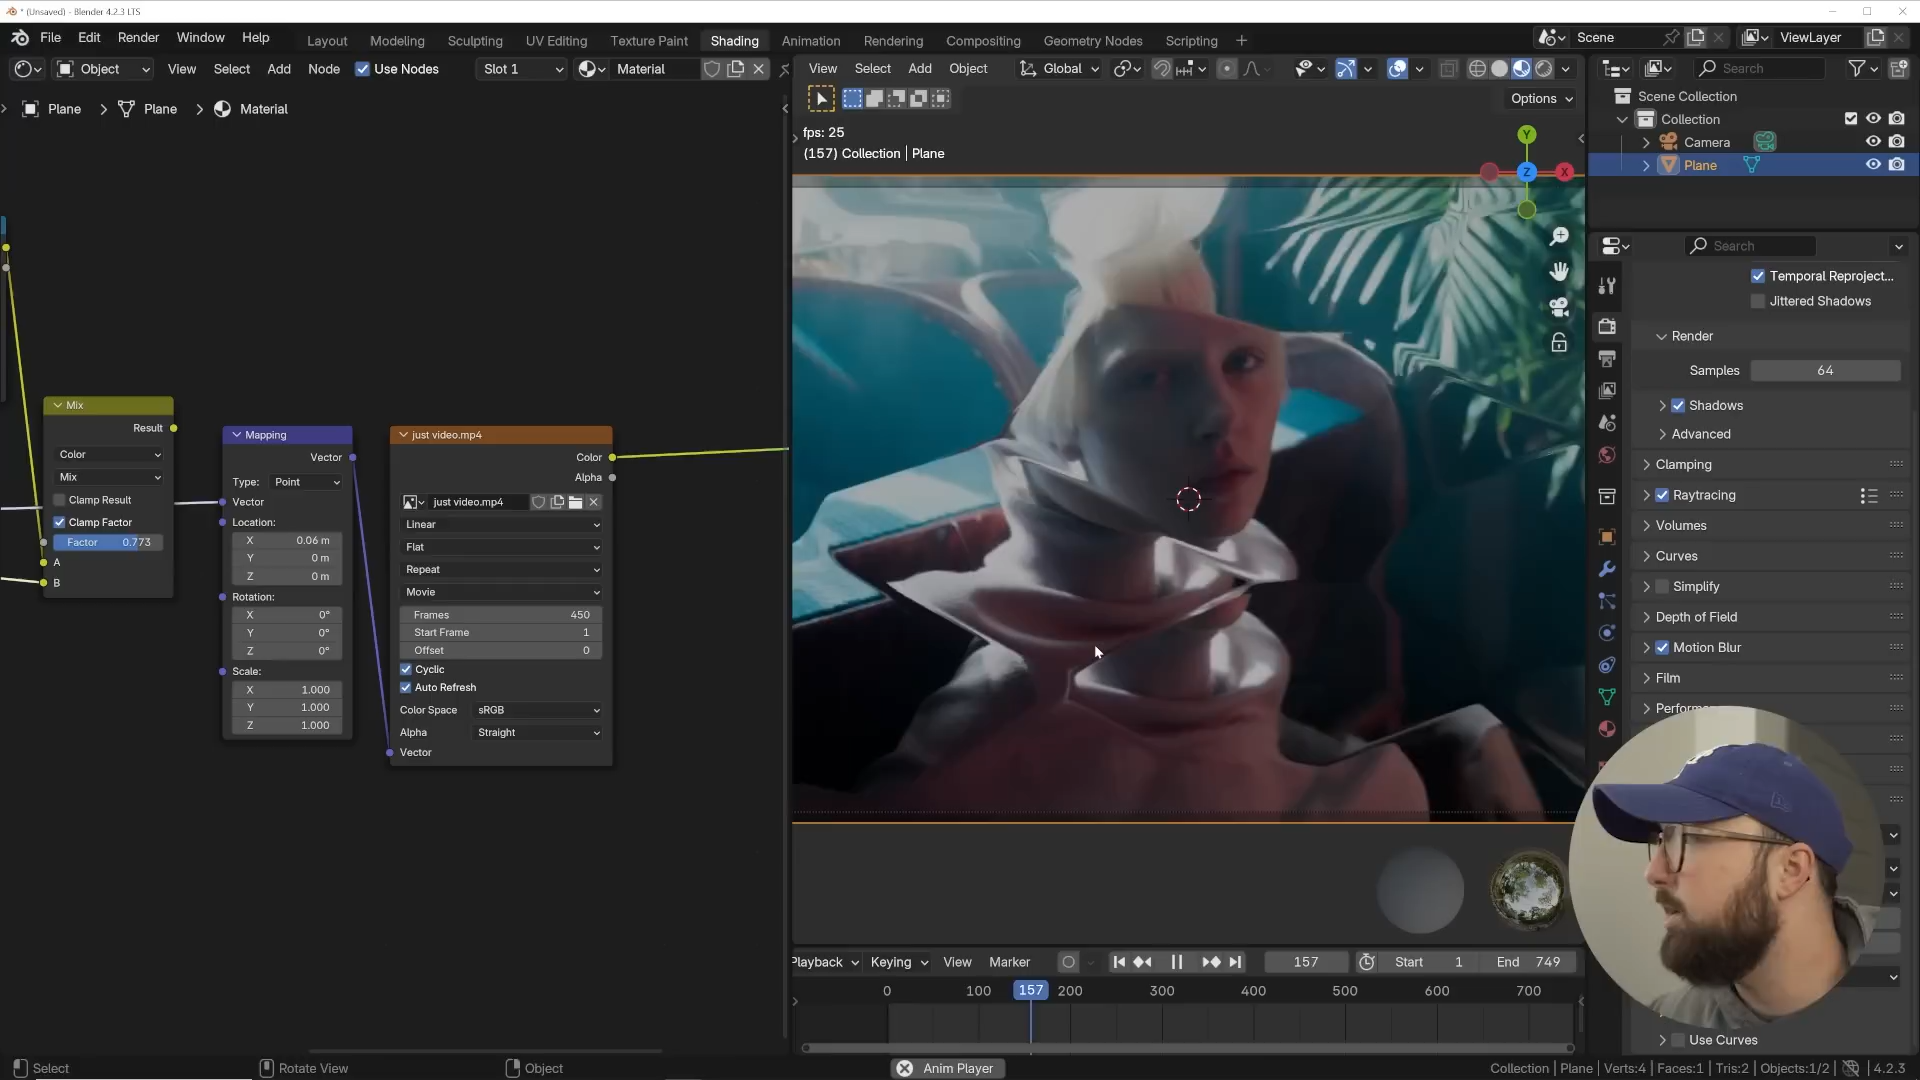 * (Unsaved) - Blender 4.2.3 LTS
File Edit Render Window Help
Layout Modeling Sculpting UV Editing Texture Paint Shading Animation Rendering Compositing Geometry Nodes Scripting +
Scene
ViewLayer
Object View Select Add Node Use Nodes Slot 1 Material
View Select Add Object Global
Search
Plane > Plane > Material
Options
Scene Collection
Collection
Camera
Plane
fps: 25
(157) Collection | Plane
Y
Z
X
Search
Temporal Reproject...
Jittered Shadows
Render
Samples 64
Shadows
Advanced
Clamping
Raytracing
Volumes
Curves
Simplify
Depth of Field
Motion Blur
Film
Use Curves
Mix
Result
Color
Mix
Clamp Result
Clamp Factor
Factor 0.773
A
B
Mapping
Vector
Type: Point
Vector
Location:
X 0.06 m
Y 0 m
Z 0 m
Rotation:
X 0°
Y 0°
Z 0°
Scale:
X 1.000
Y 1.000
Z 1.000
just video.mp4
Color
Alpha
just video.mp4
Linear
Flat
Repeat
Movie
Frames 450
Start Frame 1
Offset 0
Cyclic
Auto Refresh
Color Space sRGB
Alpha Straight
Vector
Playback Keying View Marker 157 Start 1 End 749
0 100 157 200 300 400 500 600 700
Select Rotate View Object Anim Player Collection | Plane | Verts:4 | Faces:1 | Tris:2 | Objects:1/2 | 4.2.3